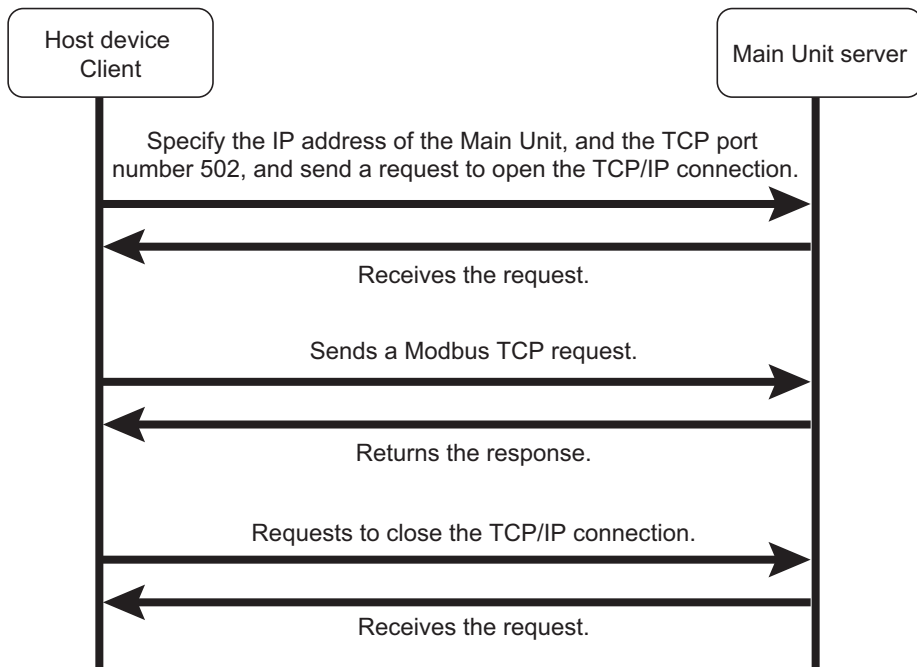 Host device
Client
Main Unit server
Specify the IP address of the Main Unit, and the TCP port
number 502, and send a request to open the TCP/IP connection.
Receives the request.
Sends a Modbus TCP request.
Returns the response.
Requests to close the TCP/IP connection.
Receives the request.